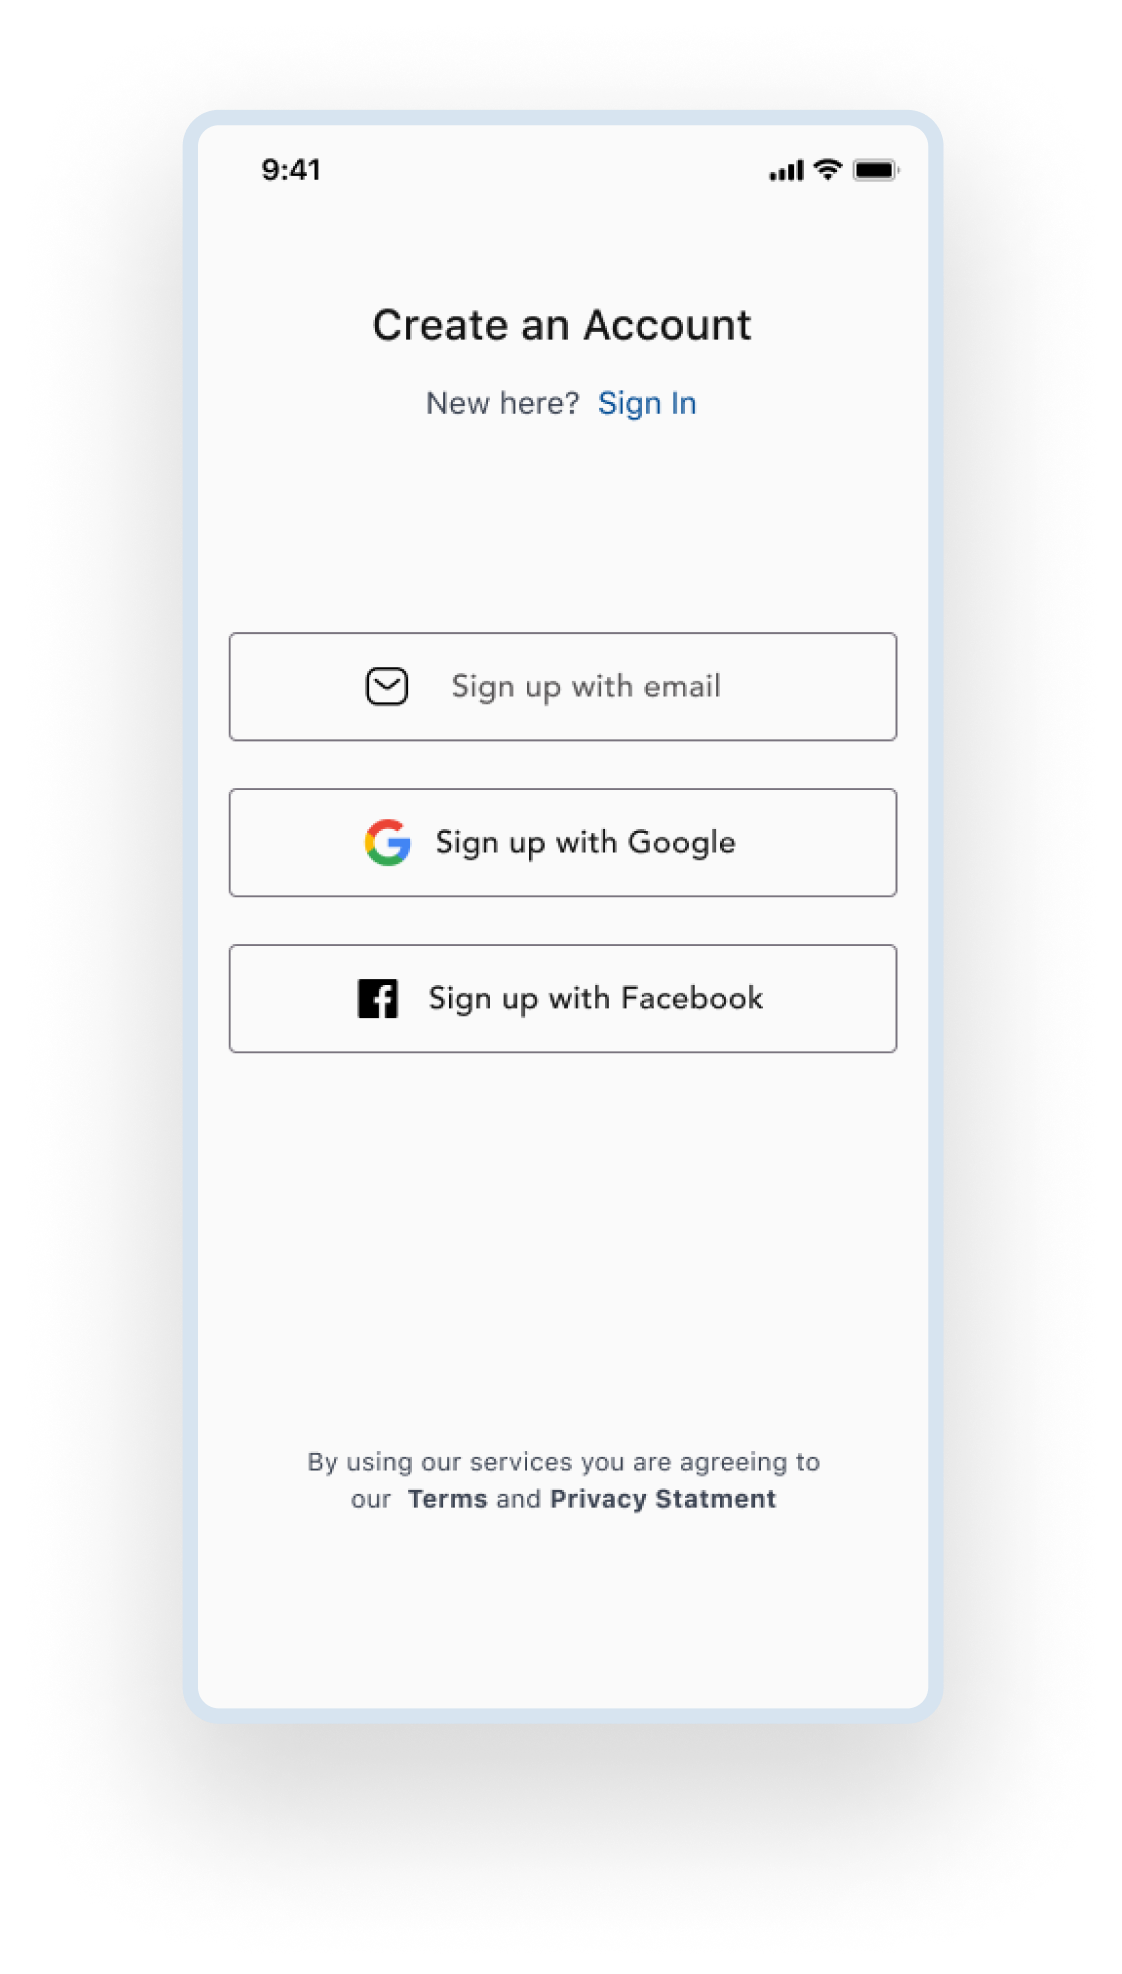 9:41
Create an Account
New here? Sign In
Sign up with email
Sign up with Google
Sign up with Facebook
By using our services you are agreeing to
our Terms and Privacy Statment